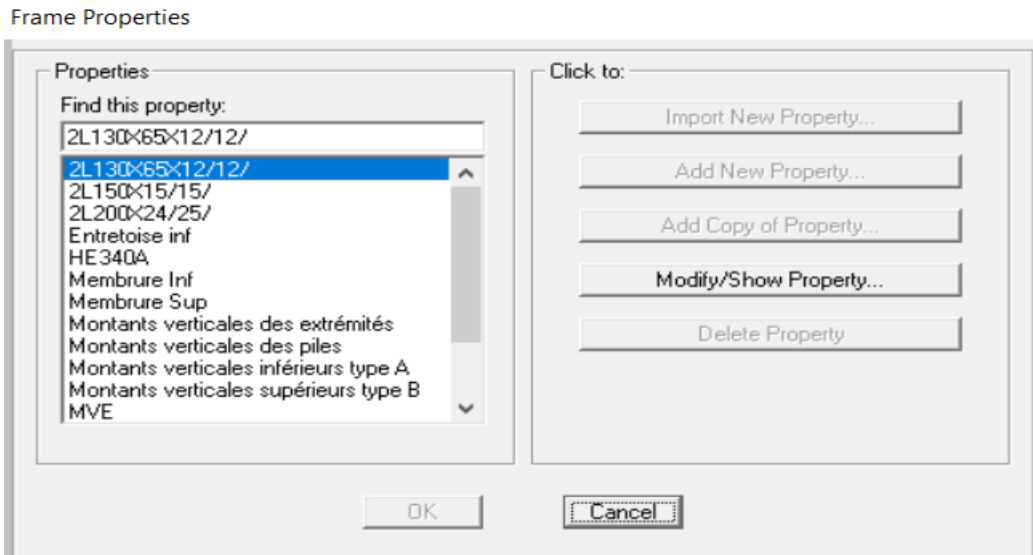 Frame Properties
Properties
Find this property:
2L130X65X12/12/
2L130X65X12/12/
2L150X15/15/
2L200X24/25/
Entretoise inf
HE340A
Membrure Inf
Membrure Sup
Montants verticales des extrémités
Montants verticales des piles
Montants verticales inférieurs type A
Montants verticales supérieurs type B
MVE
Click to:
Import New Property...
Add New Property...
Add Copy of Property...
Modify/Show Property...
Delete Property
OK
Cancel